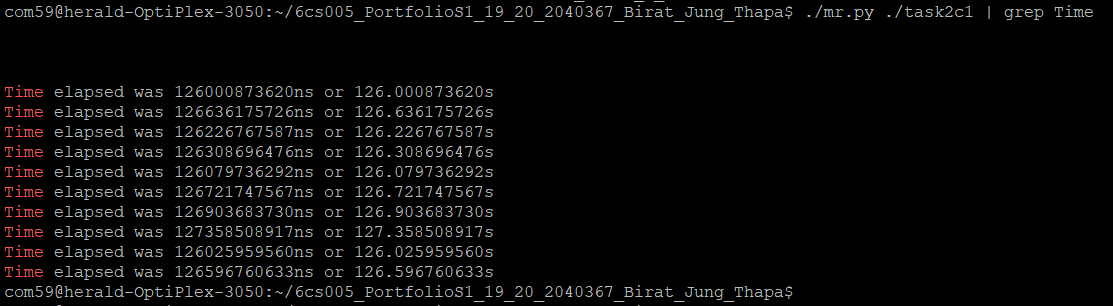 com59@herald-OptiPlex-3050:~/6cs005_PortfolioS1_19_20_2040367_Birat_Jung_Thapa$ ./mr.py ./task2c1 | grep Time
Time elapsed was 126000873620ns or 126.000873620s
Time elapsed was 126636175726ns or 126.636175726s
Time elapsed was 126226767587ns or 126.226767587s
Time elapsed was 126308696476ns or 126.308696476s
Time elapsed was 126079736292ns or 126.079736292s
Time elapsed was 126721747567ns or 126.721747567s
Time elapsed was 126903683730ns or 126.903683730s
Time elapsed was 127358508917ns or 127.358508917s
Time elapsed was 126025959560ns or 126.025959560s
Time elapsed was 126596760633ns or 126.596760633s
com59@herald-OptiPlex-3050:~/6cs005_PortfolioS1_19_20_2040367_Birat_Jung_Thapa$